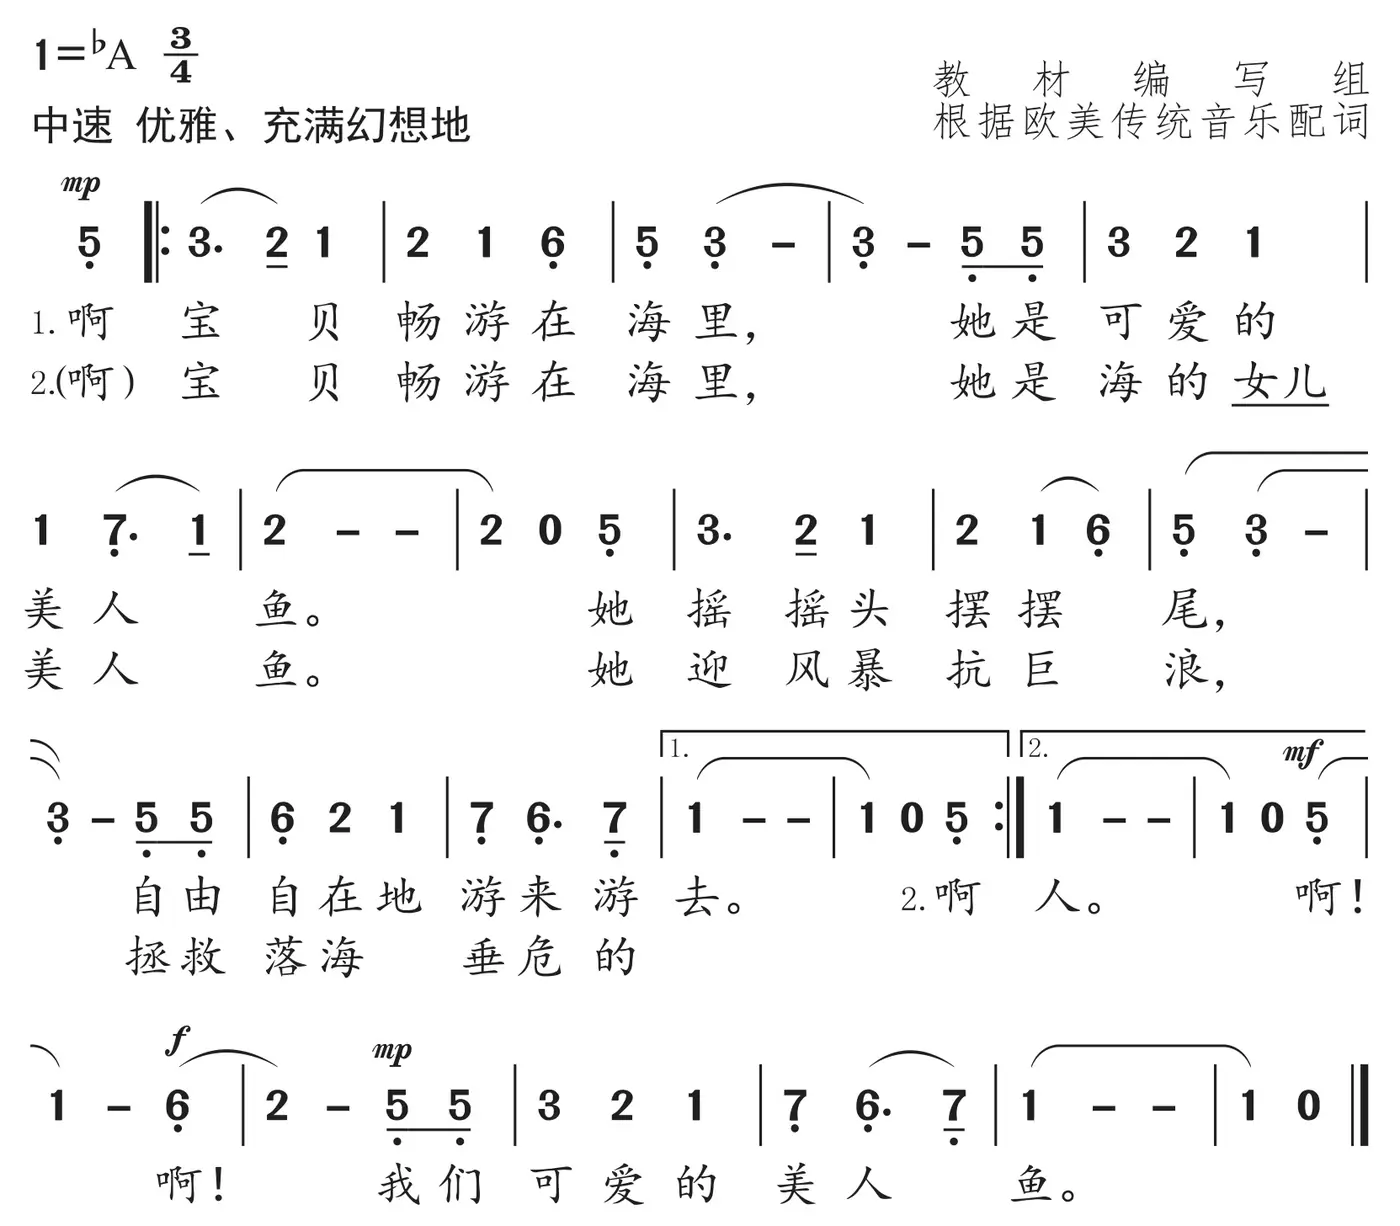 1=♭A 3/4
教材编写组
中速 优雅、充满幻想地
根据欧美传统音乐配词
mp
5 ‖: 3. 2 1 | 2 1 6 | 5 3 - | 3 - 5 5 | 3 2 1 |
1. 啊 宝 贝 畅 游 在 海 里， 她 是 可 爱 的
2.(啊) 宝 贝 畅 游 在 海 里， 她 是 海 的 女儿
1 7. 1 | 2 - - | 2 0 5 | 3. 2 1 | 2 1 6 | 5 3 - |
美 人 鱼。 她 摇 摇 头 摆 摆 尾，
美 人 鱼。 她 迎 风 暴 抗 巨 浪，
1. 2. mf
3 - 5 5 | 6 2 1 | 7 6. 7 | 1 - - | 1 0 5 :‖ 1 - - | 1 0 5 |
自 由 自 在 地 游 来 游 去。 2. 啊 人。 啊！
拯 救 落 海 垂 危 的
f mp
1 - 6 | 2 - 5 5 | 3 2 1 | 7 6. 7 | 1 - - | 1 0 ‖
啊！ 我 们 可 爱 的 美 人 鱼。